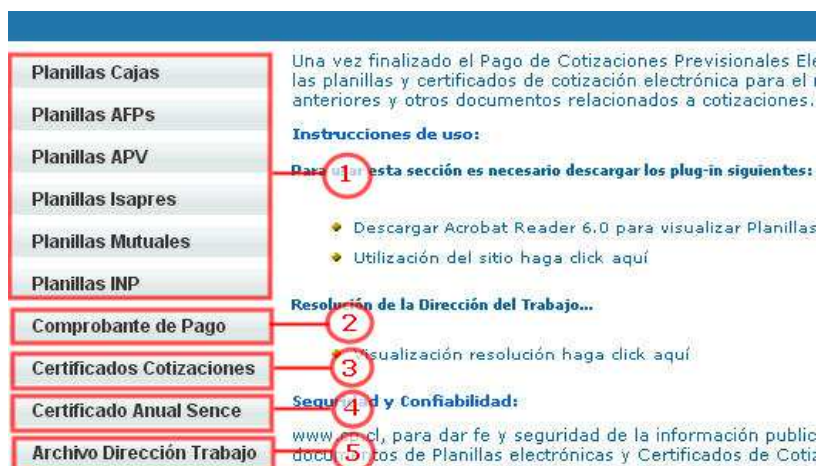 Planillas Cajas
Planillas AFPs
Planillas APV
Planillas Isapres
Planillas Mutuales
Planillas INP
Comprobante de Pago
Certificados Cotizaciones
Certificado Anual Sence
Archivo Dirección Trabajo
1
2
3
4
5
Una vez finalizado el Pago de Cotizaciones Previsionales Ele
las planillas y certificados de cotización electrónica para el
anteriores y otros documentos relacionados a cotizaciones.
Instrucciones de uso:
Para usar esta sección es necesario descargar los plug-in siguientes:
Descargar Acrobat Reader 6.0 para visualizar Planillas
Utilización del sitio haga click aquí
Resolución de la Dirección del Trabajo...
Visualización resolución haga click aquí
Seguridad y Confiabilidad:
cl, para dar fe y seguridad de la información public
documentos de Planillas electrónicas y Certificados de Cotiz